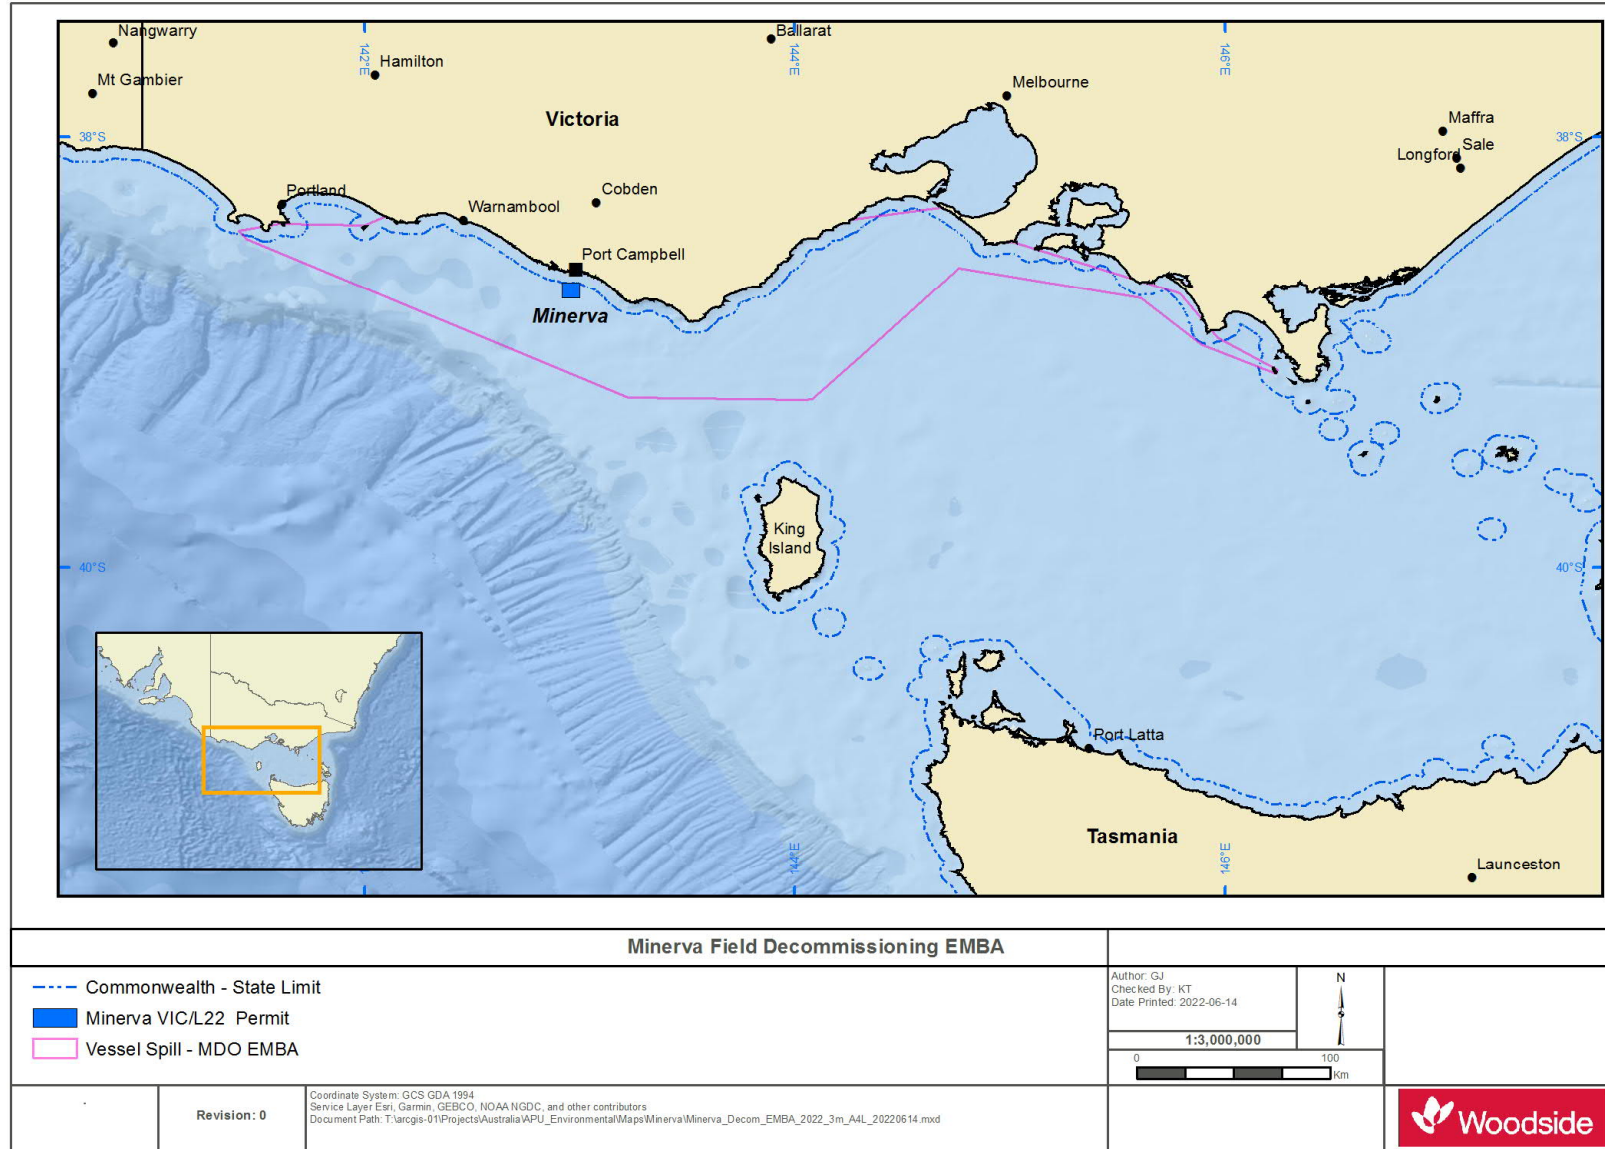 Nangwarry
Ballarat
142°E
144°E
146°E
Hamilton
Mt Gambier
Melbourne
Victoria
Maffra
38°S
38°S
Sale
Longford
Portland
Cobden
Warnambool
Port Campbell
Minerva
King
Island
40°S
40°S
Port Latta
Tasmania
144°E
146°E
Launceston
Minerva Field Decommissioning EMBA
Commonwealth - State Limit
Minerva VIC/L22 Permit
Vessel Spill - MDO EMBA
Author: GJ
Checked By: KT
Date Printed: 2022-06-14
N
1:3,000,000
0 100
Km
Revision: 0
Coordinate System: GCS GDA 1994
Service Layer Esri, Garmin, GEBCO, NOAA NGDC, and other contributors
Document Path: T:\arcgis-01\Projects\Australia\APU_Environmental\Maps\Minerva\Minerva_Decom_EMBA_2022_3m_A4L_20220614.mxd
Woodside